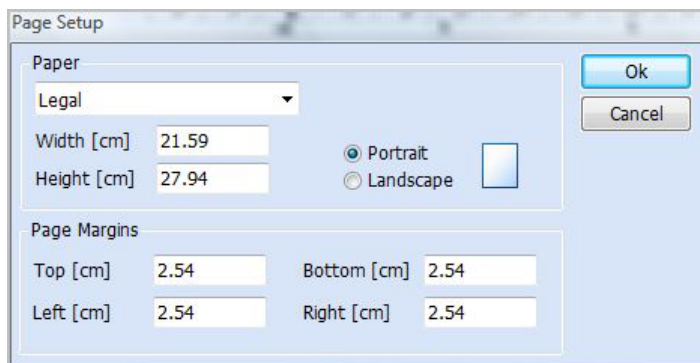 Page Setup
Paper
Ok
Legal
Cancel
Width [cm] 21.59
Portrait
Height [cm] 27.94
Landscape
Page Margins
Top [cm] 2.54 Bottom [cm] 2.54
Left [cm] 2.54 Right [cm] 2.54